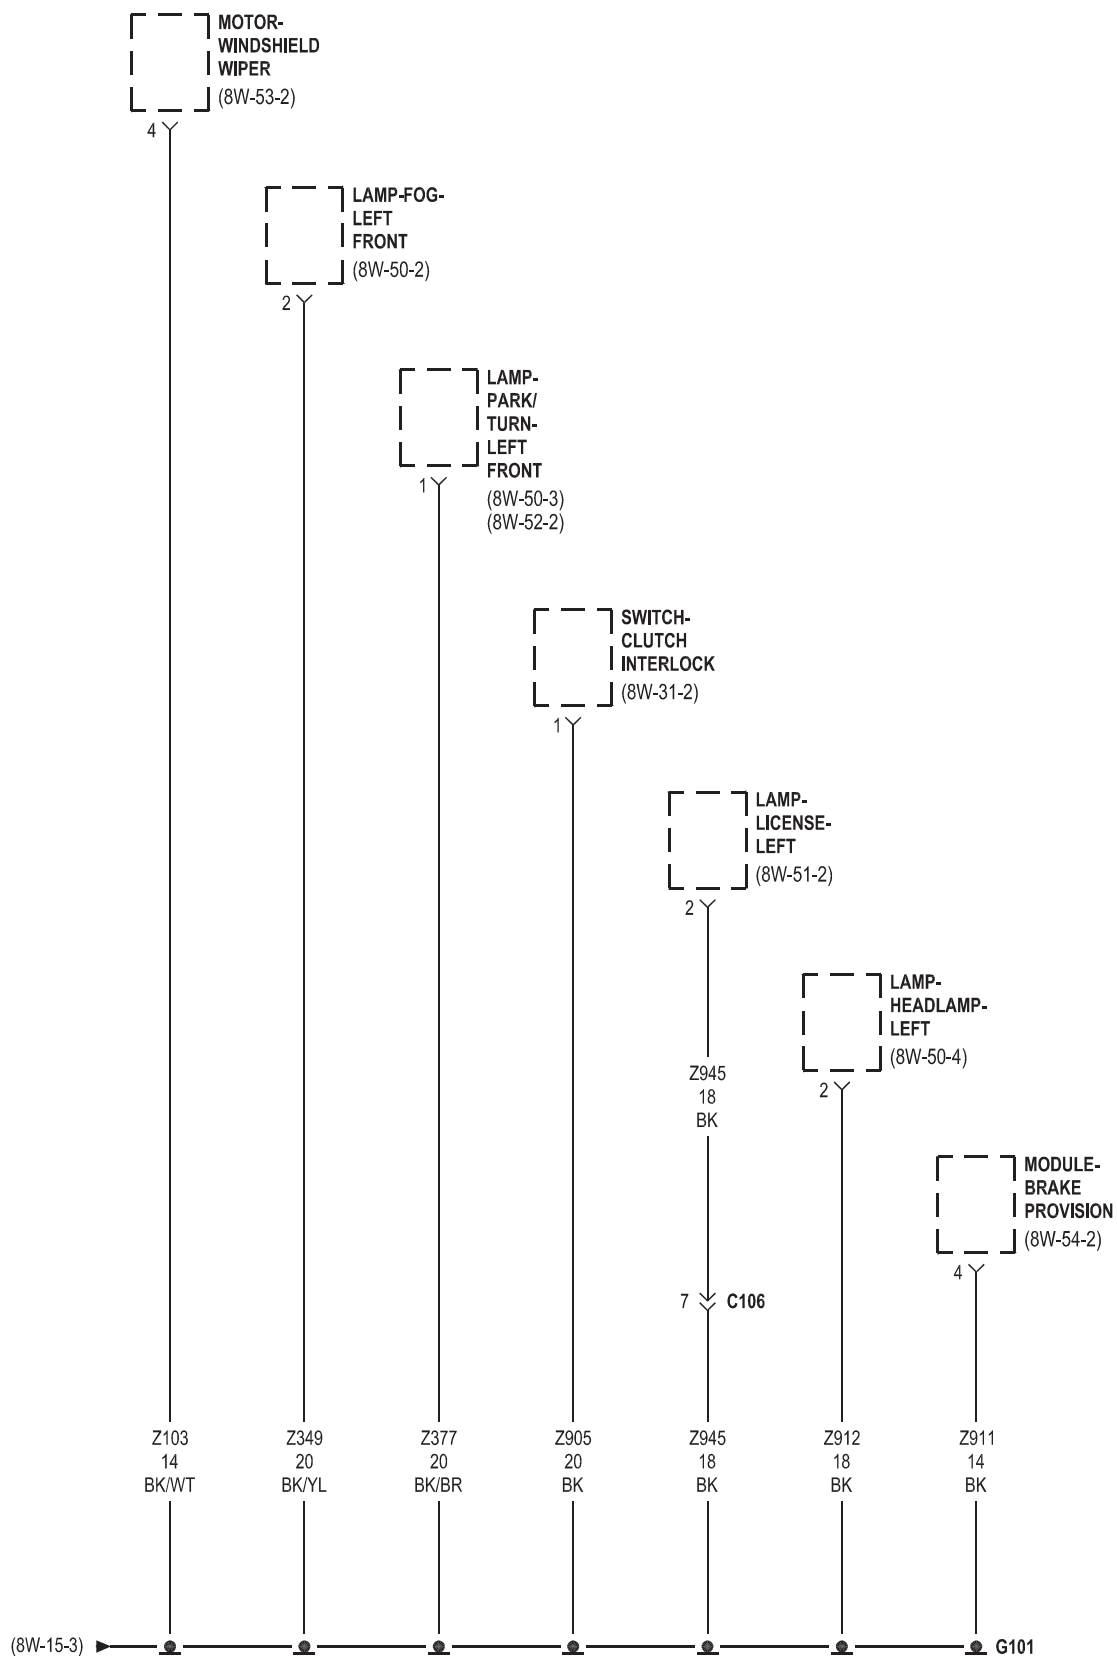 MOTOR-
WINDSHIELD
WIPER
(8W-53-2)
4
LAMP-FOG-
LEFT
FRONT
(8W-50-2)
2
LAMP-
PARK/
TURN-
LEFT
FRONT
(8W-50-3)
(8W-52-2)
1
SWITCH-
CLUTCH
INTERLOCK
(8W-31-2)
1
LAMP-
LICENSE-
LEFT
(8W-51-2)
2
LAMP-
HEADLAMP-
LEFT
(8W-50-4)
2
Z945
18
BK
MODULE-
BRAKE
PROVISION
(8W-54-2)
4
7 C106
Z103 Z349 Z377 Z905 Z945 Z912 Z911
14 20 20 20 18 18 14
BK/WT BK/YL BK/BR BK BK BK BK
(8W-15-3) G101